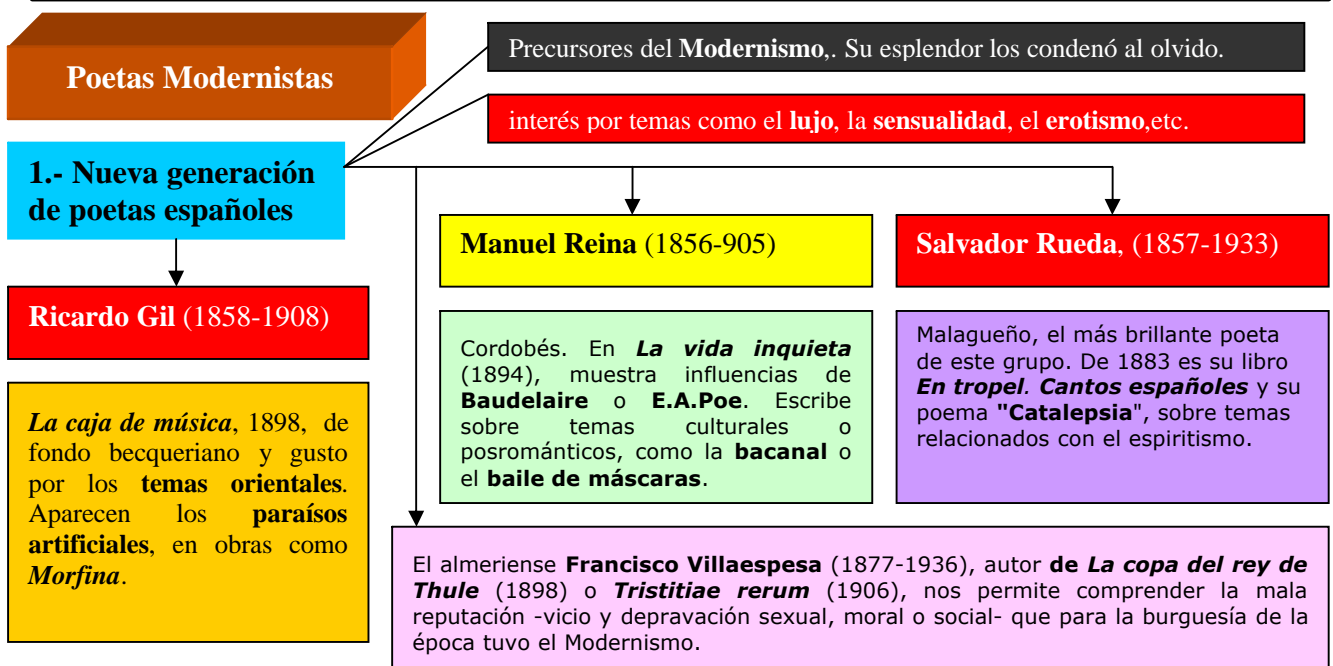 Poetas Modernistas
Precursores del Modernismo,. Su esplendor los condenó al olvido.
interés por temas como el lujo, la sensualidad, el erotismo,etc.
1.- Nueva generación
de poetas españoles
Ricardo Gil (1858-1908)
La caja de música, 1898, de
fondo becqueriano y gusto
por los temas orientales.
Aparecen los paraísos
artificiales, en obras como
Morfina.
Manuel Reina (1856-905)
Cordobés. En La vida inquieta
(1894), muestra influencias de
Baudelaire o E.A.Poe. Escribe
sobre temas culturales o
posrománticos, como la bacanal o
el baile de máscaras.
Salvador Rueda, (1857-1933)
Malagueño, el más brillante poeta
de este grupo. De 1883 es su libro
En tropel. Cantos españoles y su
poema "Catalepsia", sobre temas
relacionados con el espiritismo.
El almeriense Francisco Villaespesa (1877-1936), autor de La copa del rey de
Thule (1898) o Tristitiae rerum (1906), nos permite comprender la mala
reputación -vicio y depravación sexual, moral o social- que para la burguesía de la
época tuvo el Modernismo.